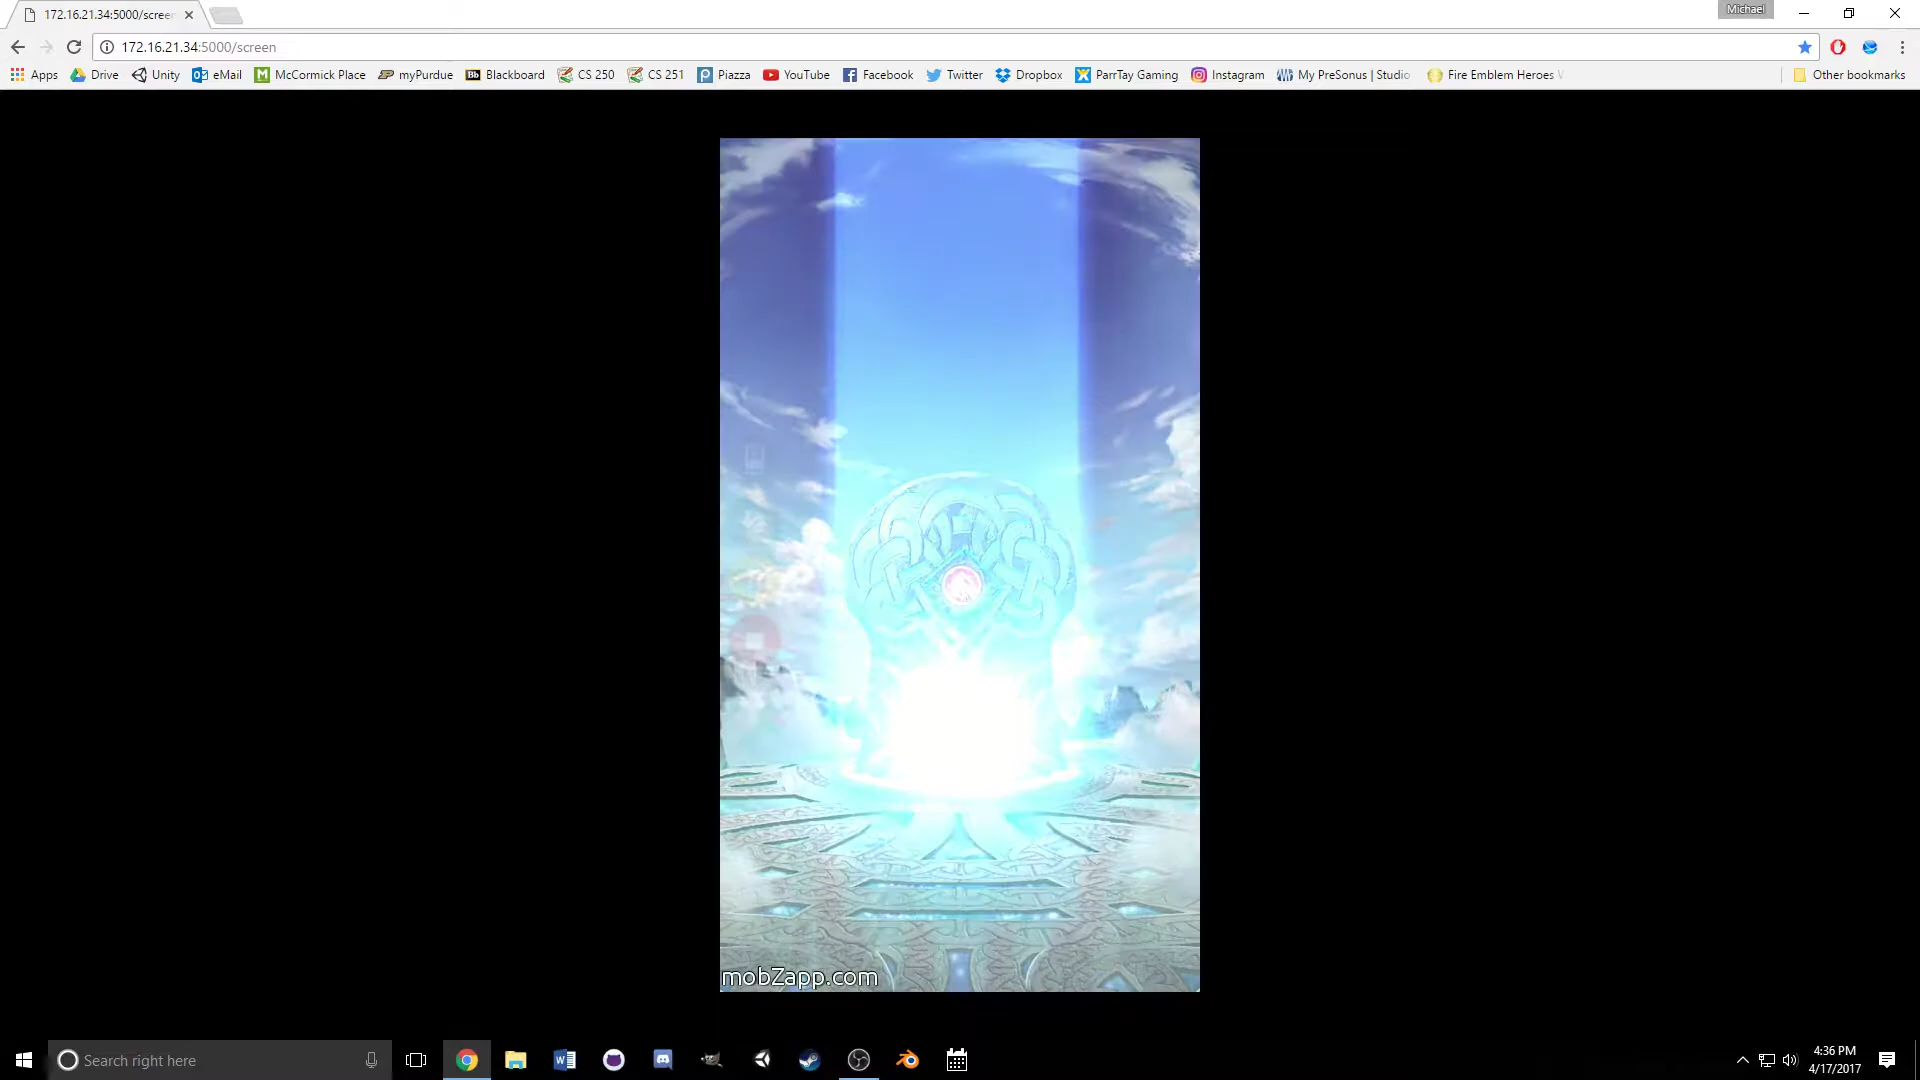 172.16.21.34:5000/scree
Michael
172.16.21.34:5000/screen
Apps Drive Unity eMail McCormick Place myPurdue Blackboard CS 250 CS 251 Piazza YouTube Facebook Twitter Dropbox ParrTay Gaming Instagram My PreSonus | Studio Fire Emblem Heroes Other bookmarks
mobZapp.com
Search right here
4:36 PM
4/17/2017